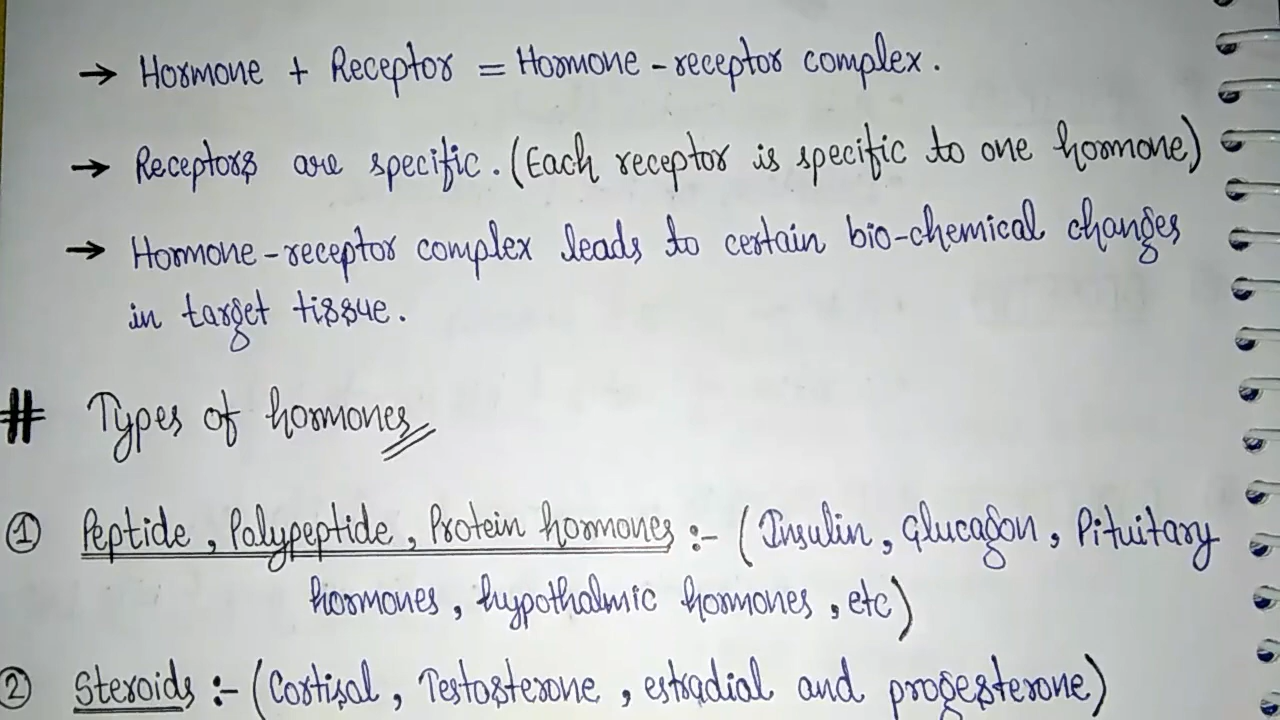 → Hormone + Receptor = Hormone-receptor complex.
→ Receptors are specific. (Each receptor is specific to one hormone)
→ Hormone-receptor complex leads to certain bio-chemical changes
in target tissue.
# Types of hormones
① Peptide, Polypeptide, Protein hormones :- (Insulin, Glucagon, Pituitary
hormones, hypothalmic hormones, etc)
② Steroids :- (Cortisol, Testosterone, estradial and progesterone)